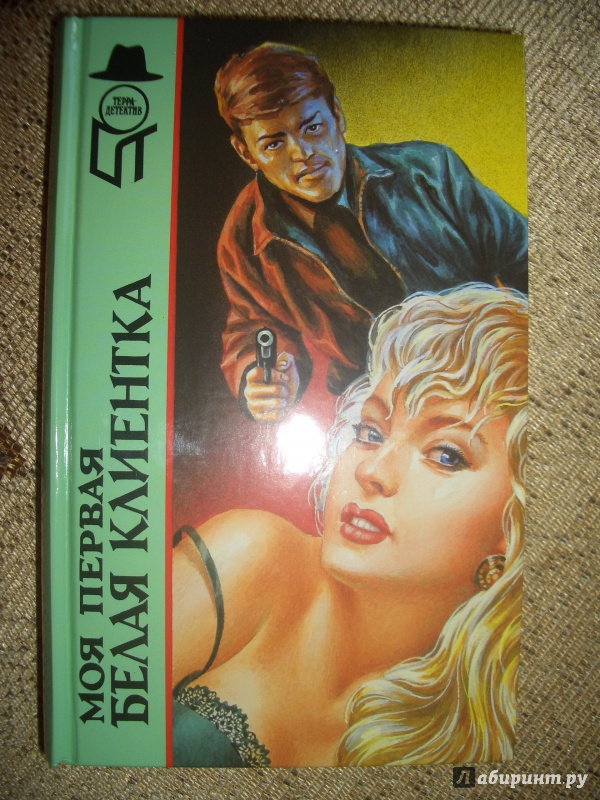 ТЕРРА-
ДЕТЕКТИВ
МОЯ ПЕРВАЯ
БЕЛАЯ КЛИЕНТКА
Лабиринт.ру